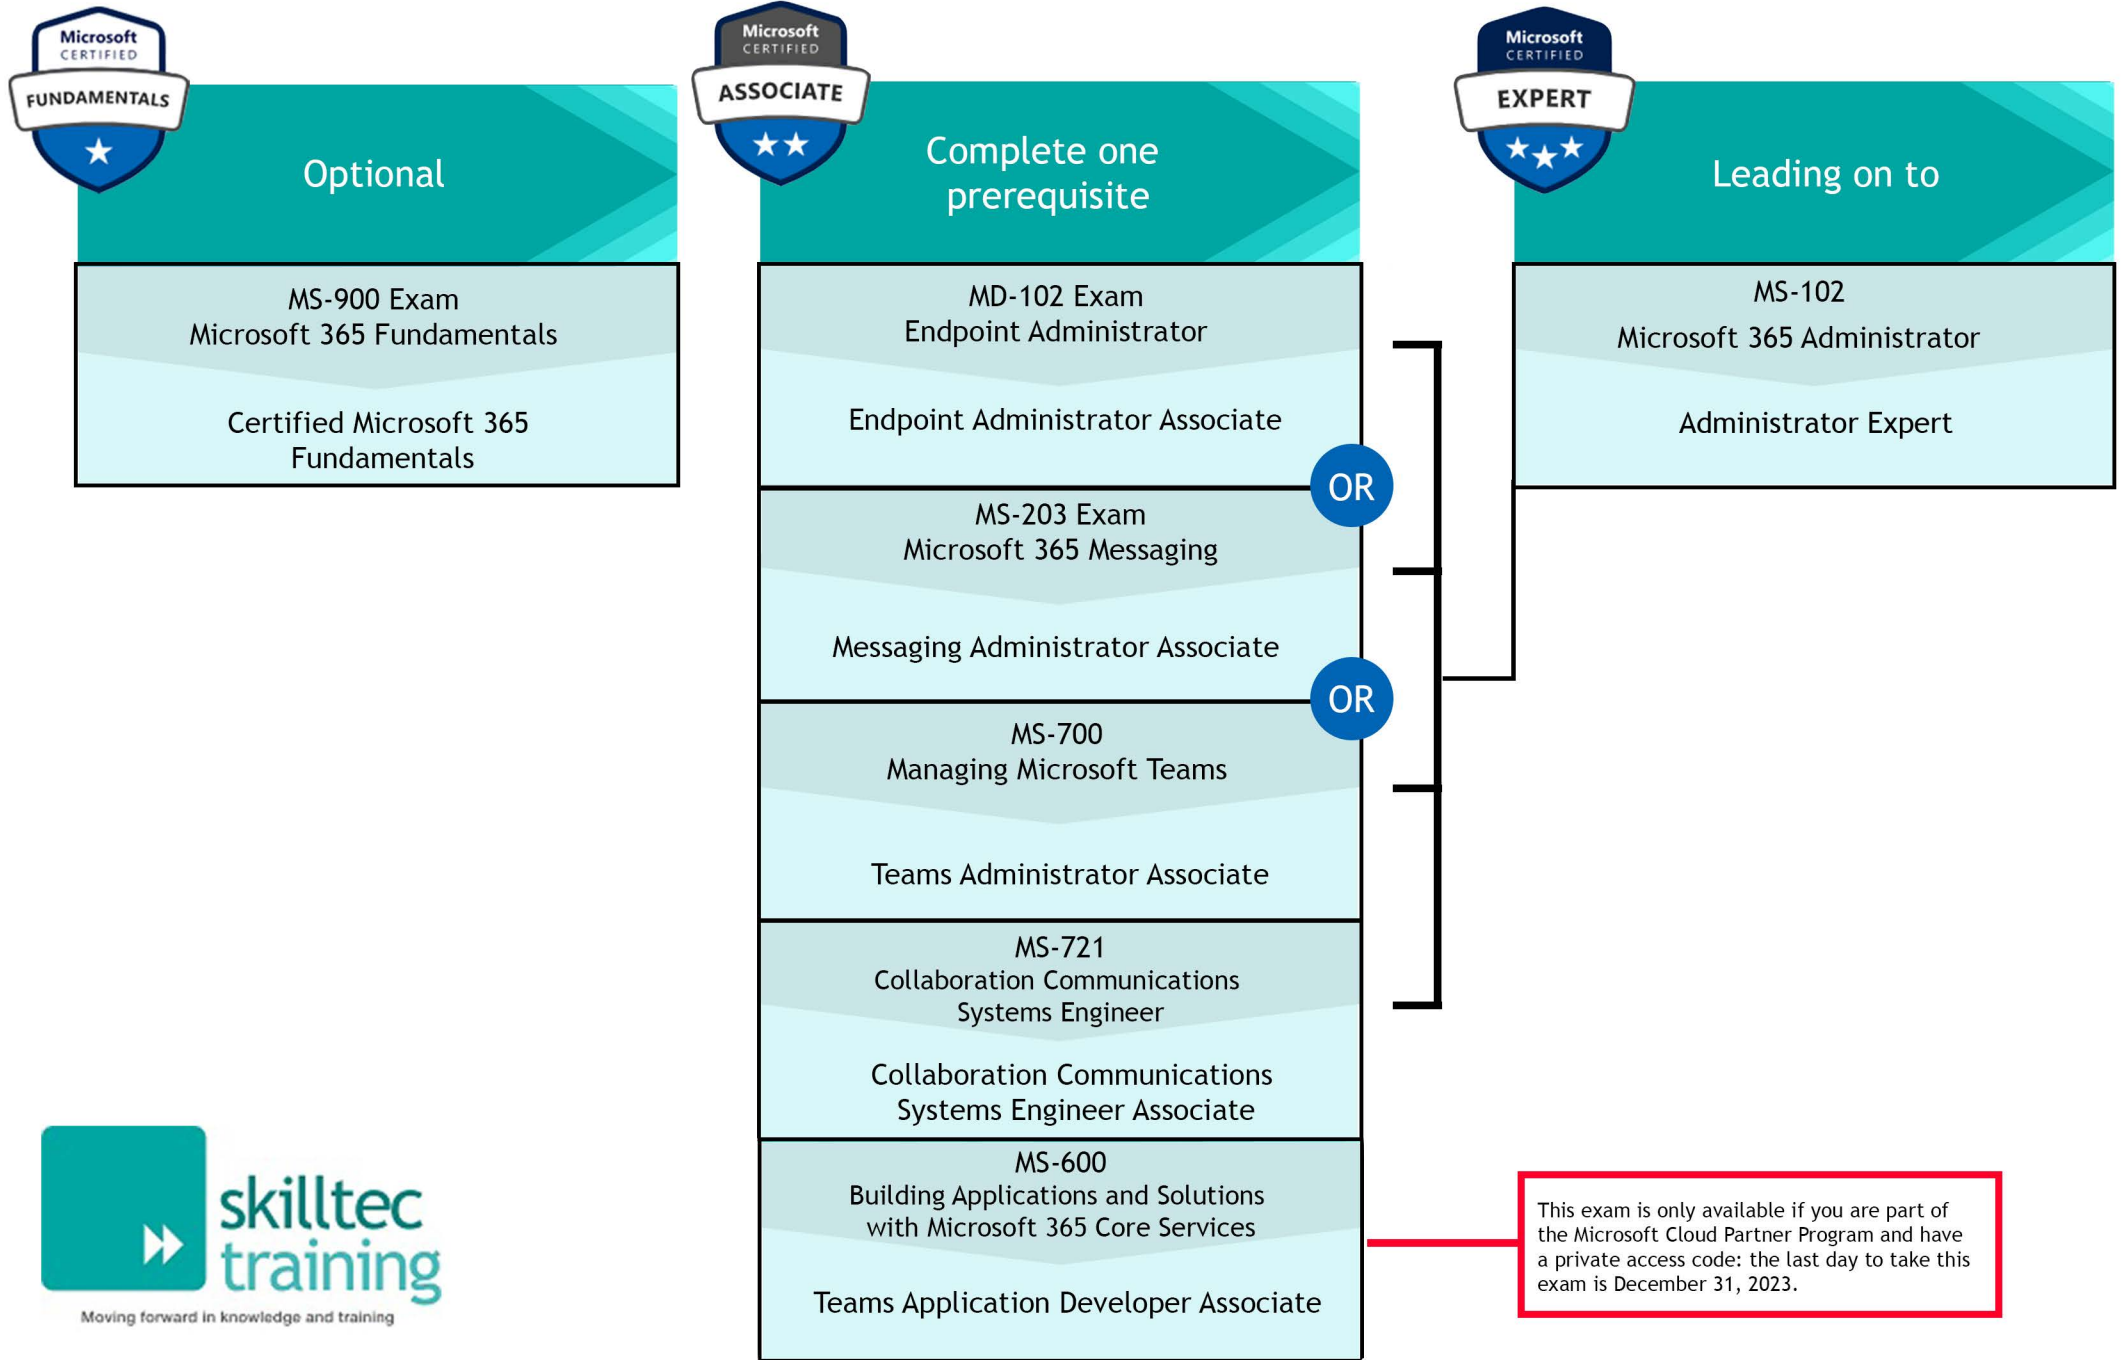 Microsoft
CERTIFIED
FUNDAMENTALS
Optional
MS-900 Exam
Microsoft 365 Fundamentals
Certified Microsoft 365
Fundamentals
Microsoft
CERTIFIED
ASSOCIATE
Complete one
prerequisite
MD-102 Exam
Endpoint Administrator
Endpoint Administrator Associate
OR
MS-203 Exam
Microsoft 365 Messaging
Messaging Administrator Associate
OR
MS-700
Managing Microsoft Teams
Teams Administrator Associate
MS-721
Collaboration Communications
Systems Engineer
Collaboration Communications
Systems Engineer Associate
MS-600
Building Applications and Solutions
with Microsoft 365 Core Services
Teams Application Developer Associate
Microsoft
CERTIFIED
EXPERT
Leading on to
MS-102
Microsoft 365 Administrator
Administrator Expert
This exam is only available if you are part of
the Microsoft Cloud Partner Program and have
a private access code: the last day to take this
exam is December 31, 2023.
skilltec
training
Moving forward in knowledge and training